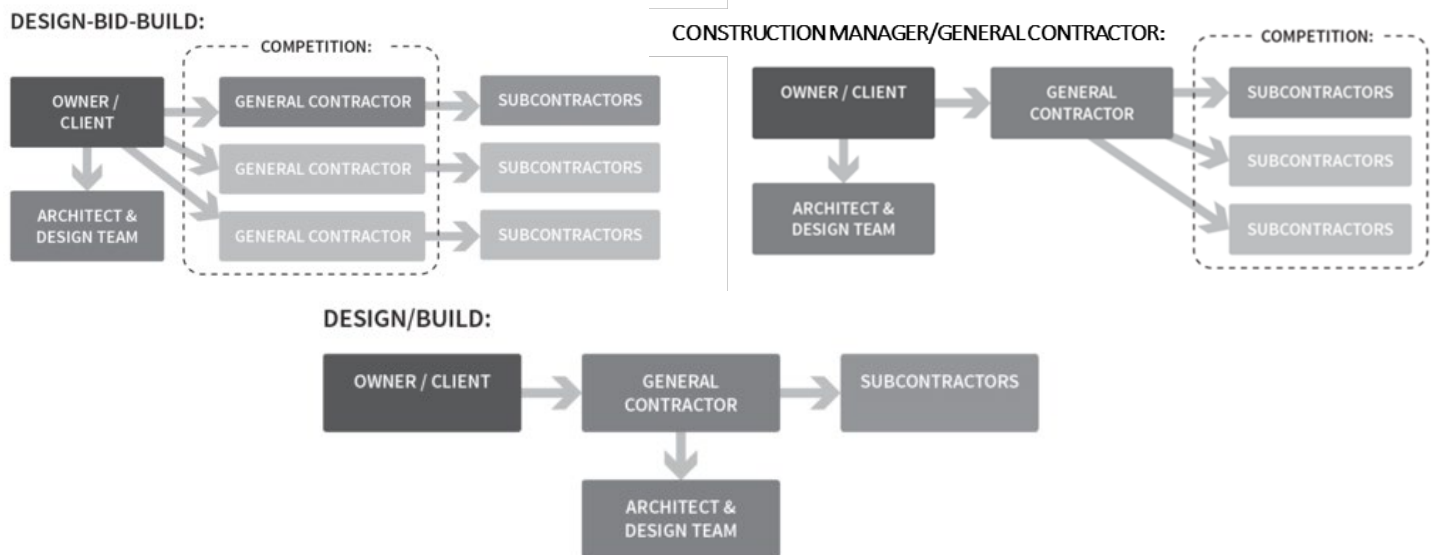 DESIGN-BID-BUILD:
COMPETITION:
OWNER /
CLIENT
GENERAL CONTRACTOR
SUBCONTRACTORS
GENERAL CONTRACTOR
SUBCONTRACTORS
ARCHITECT &
DESIGN TEAM
GENERAL CONTRACTOR
SUBCONTRACTORS
CONSTRUCTION MANAGER/GENERAL CONTRACTOR:
COMPETITION:
OWNER / CLIENT
GENERAL
CONTRACTOR
SUBCONTRACTORS
SUBCONTRACTORS
ARCHITECT &
DESIGN TEAM
SUBCONTRACTORS
DESIGN/BUILD:
OWNER / CLIENT
GENERAL
CONTRACTOR
SUBCONTRACTORS
ARCHITECT &
DESIGN TEAM